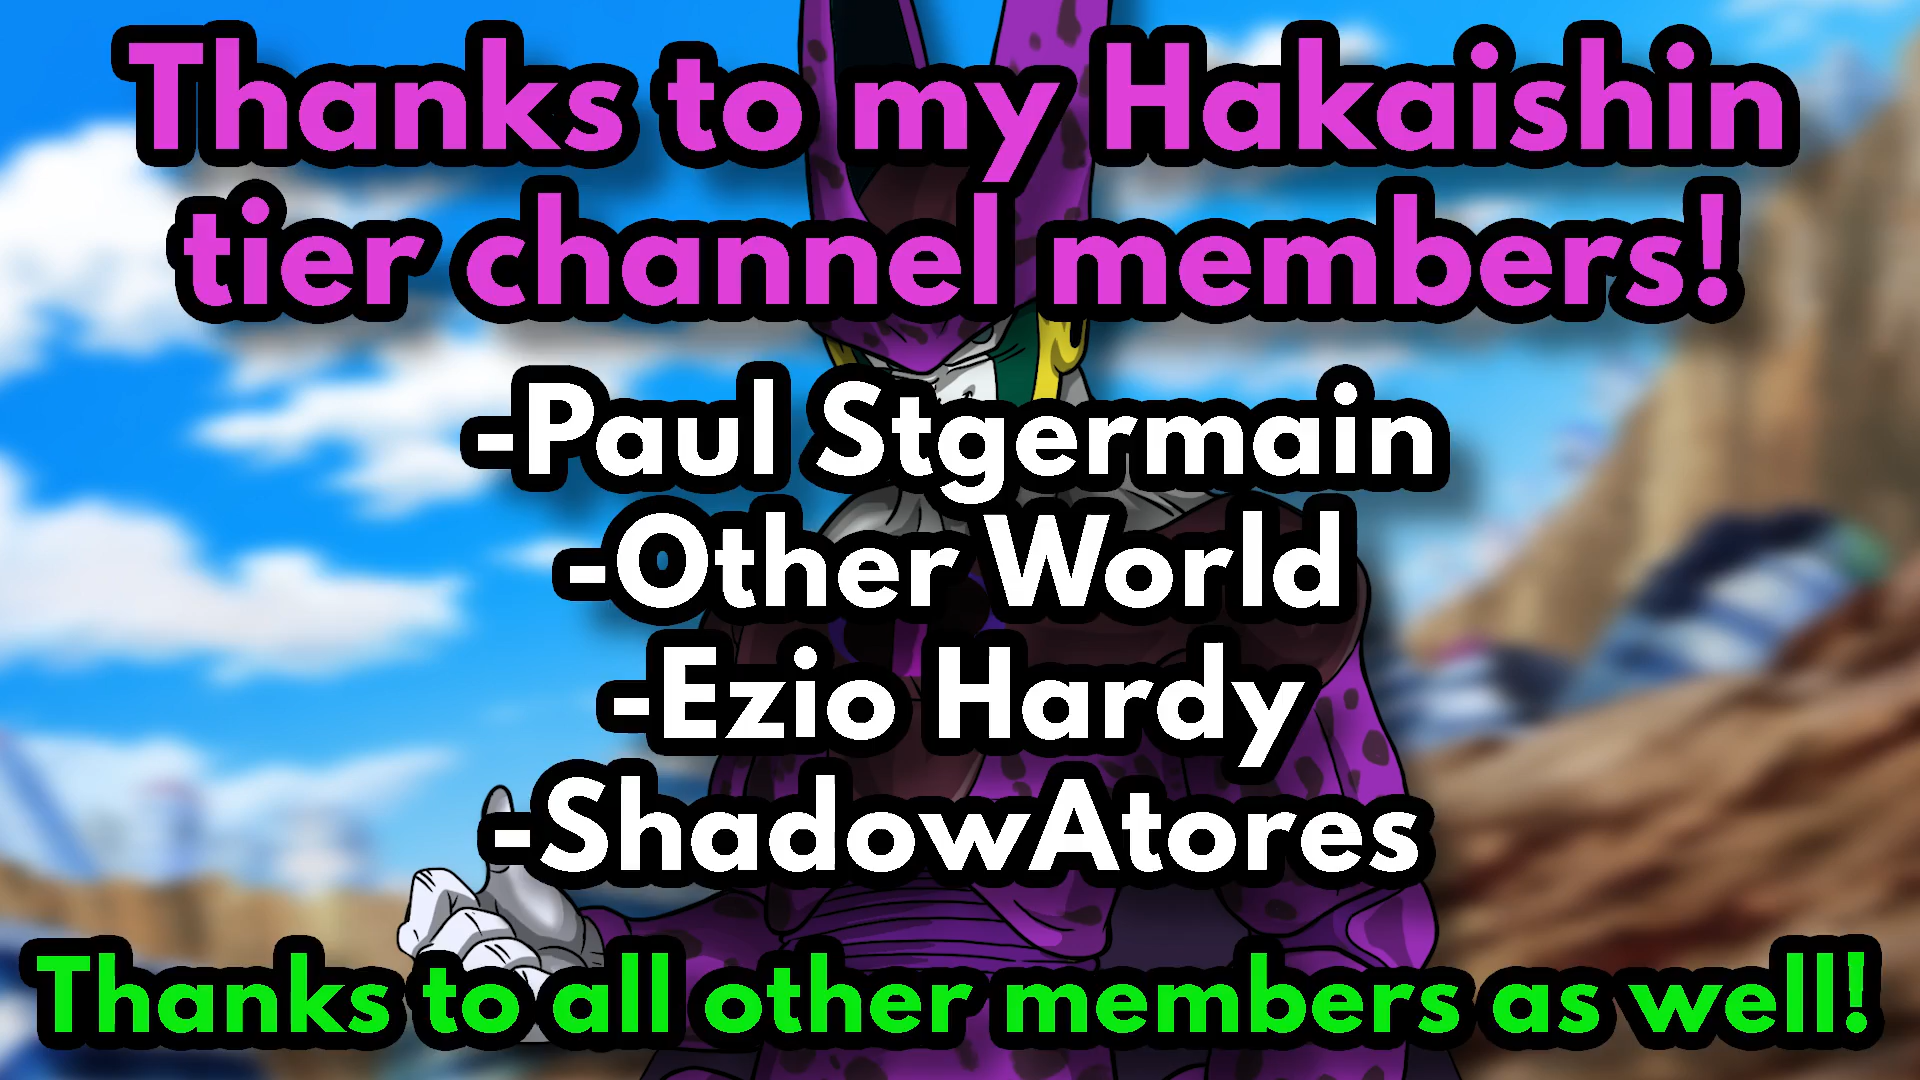 Thanks to my Hakaishin
tier channel members!
-Paul Stgermain
-Other World
-Ezio Hardy
-ShadowAtores
Thanks to all other members as well!